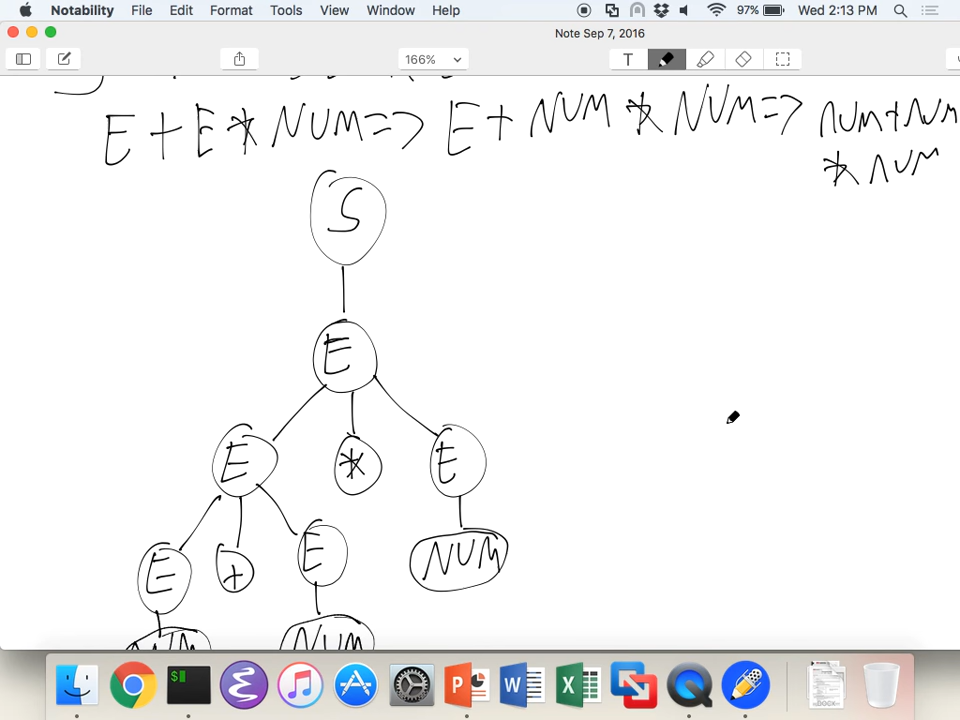 Notability File Edit Format Tools View Window Help 97% Wed 2:13 PM
Note Sep 7, 2016
166% T
E + E * NUM => E + NUM * NUM => NUM + NUM
* NUM
S
E
E * E
E + E NUM
NUM NUM
$
P W X